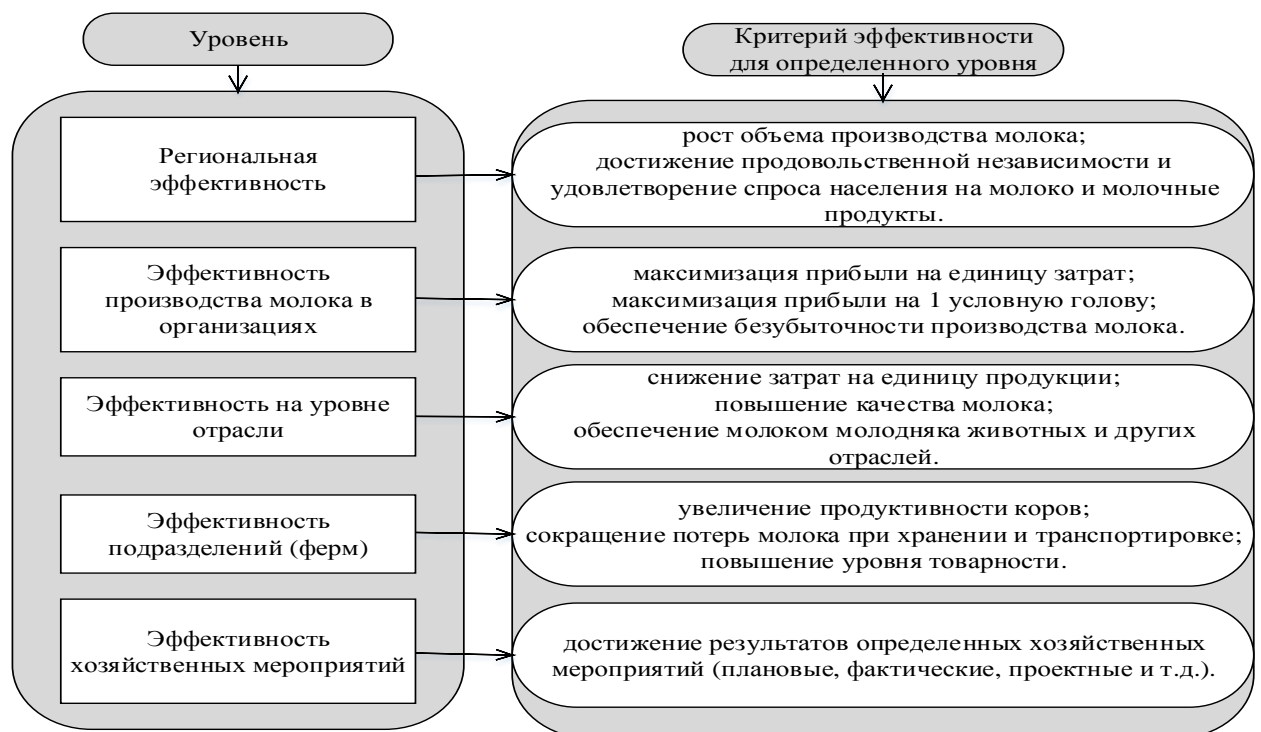 Уровень
Критерий эффективности
для определенного уровня
Региональная
эффективность
рост объема производства молока;
достижение продовольственной независимости и
удовлетворение спроса населения на молоко и молочные
продукты.
Эффективность
производства молока в
организациях
максимизация прибыли на единицу затрат;
максимизация прибыли на 1 условную голову;
обеспечение безубыточности производства молока.
Эффективность на уровне
отрасли
снижение затрат на единицу продукции;
повышение качества молока;
обеспечение молоком молодняка животных и других
отраслей.
Эффективность
подразделений (ферм)
увеличение продуктивности коров;
сокращение потерь молока при хранении и транспортировке;
повышение уровня товарности.
Эффективность
хозяйственных мероприятий
достижение результатов определенных хозяйственных
мероприятий (плановые, фактические, проектные и т.д.).